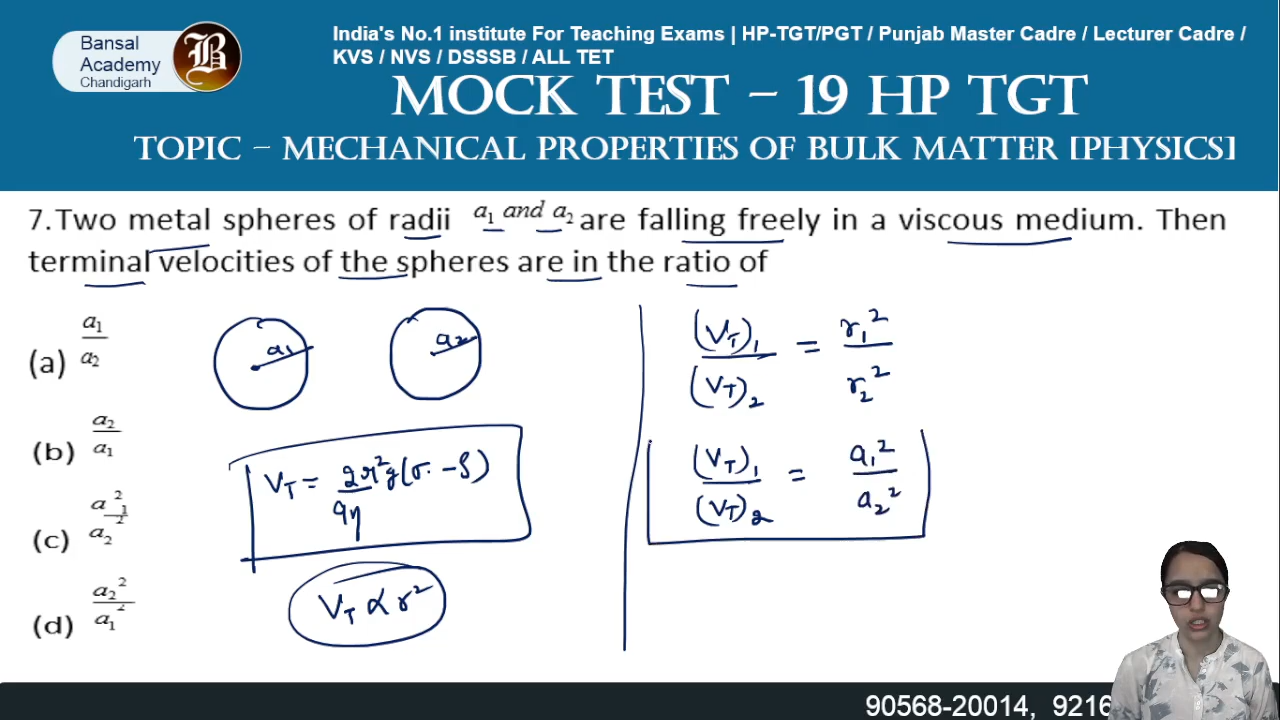 Bansal
Academy
Chandigarh
B
India's No.1 institute For Teaching Exams | HP-TGT/PGT / Punjab Master Cadre / Lecturer Cadre /
KVS / NVS / DSSSB / ALL TET
MOCK TEST – 19 HP TGT
TOPIC – MECHANICAL PROPERTIES OF BULK MATTER [PHYSICS]
7.Two metal spheres of radii a₁ and a₂ are falling freely in a viscous medium. Then
terminal velocities of the spheres are in the ratio of
(a) a₁/a₂
(b) a₂/a₁
(c) a²₁/a₂²
(d) a₂²/a₁²
a₁
a₂
V_T = 2r²g(σ - ρ)/9η
V_T ∝ r²
(V_T)₁/(V_T)₂ = r₁²/r₂²
(V_T)₁/(V_T)₂ = a₁²/a₂²
90568-20014, 9216